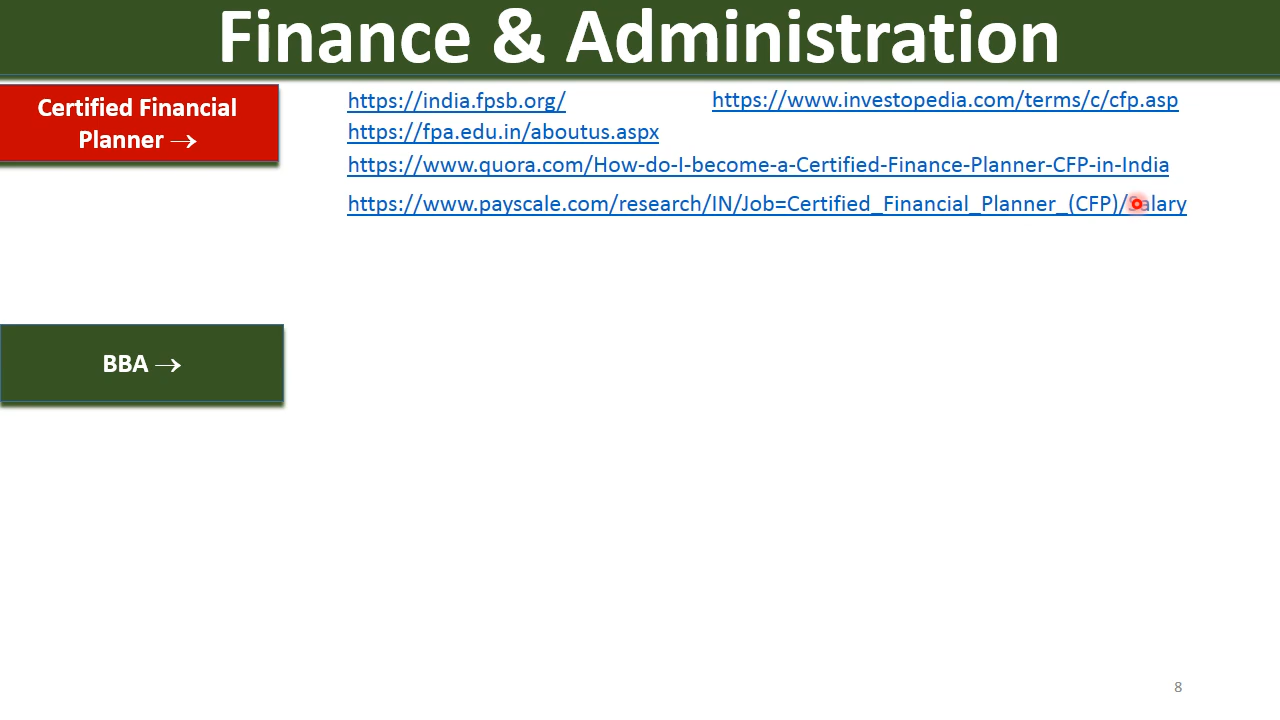 Finance & Administration
Certified Financial
Planner →
https://india.fpsb.org/
https://www.investopedia.com/terms/c/cfp.asp
https://fpa.edu.in/aboutus.aspx
https://www.quora.com/How-do-I-become-a-Certified-Finance-Planner-CFP-in-India
https://www.payscale.com/research/IN/Job=Certified_Financial_Planner_(CFP)/Salary
BBA →
8